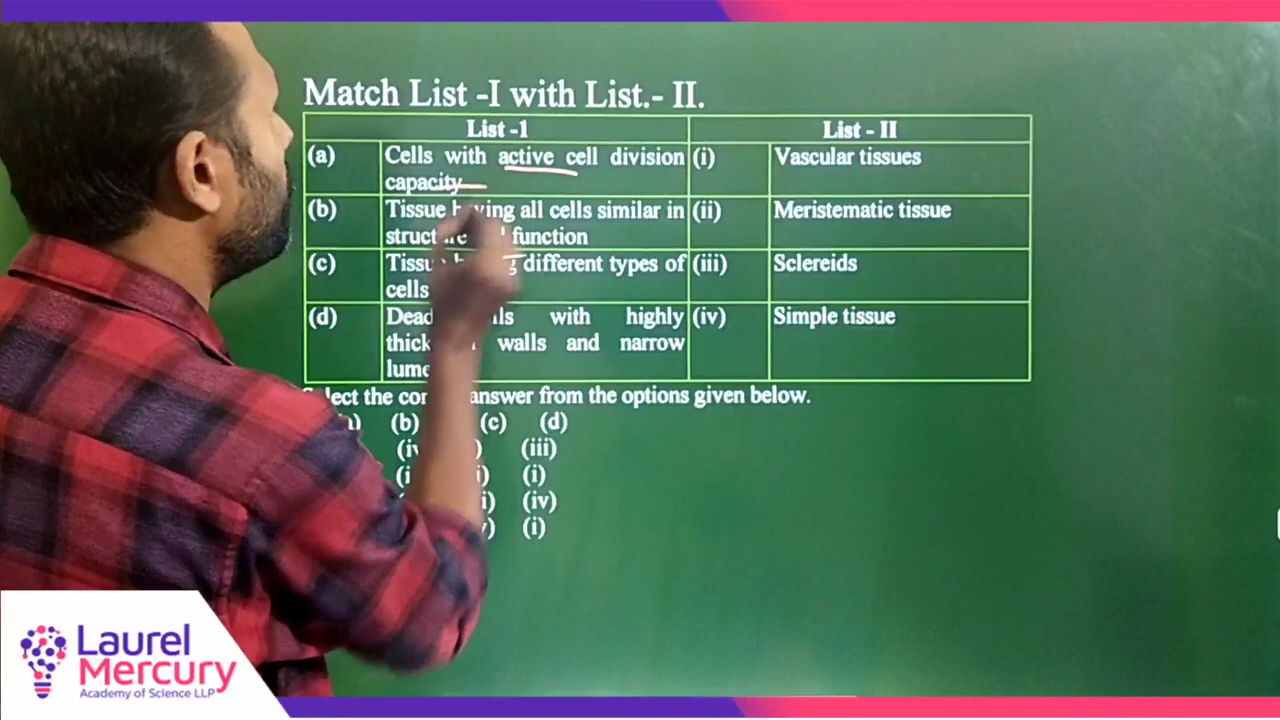 Match List -I with List.- II.
List -1 List - II
(a) Cells with active cell division (i) Vascular tissues
capacity
(b) Tissue all cells similar in (ii) Meristematic tissue
function
(c) different types of (iii) Sclereids
cells
(d) with highly (iv) Simple tissue
walls and narrow
the answer from the options given below.
(b) (c) (d)
(iii)
(i)
(iv)
(i)
Laurel
Mercury
Academy of Science LLP